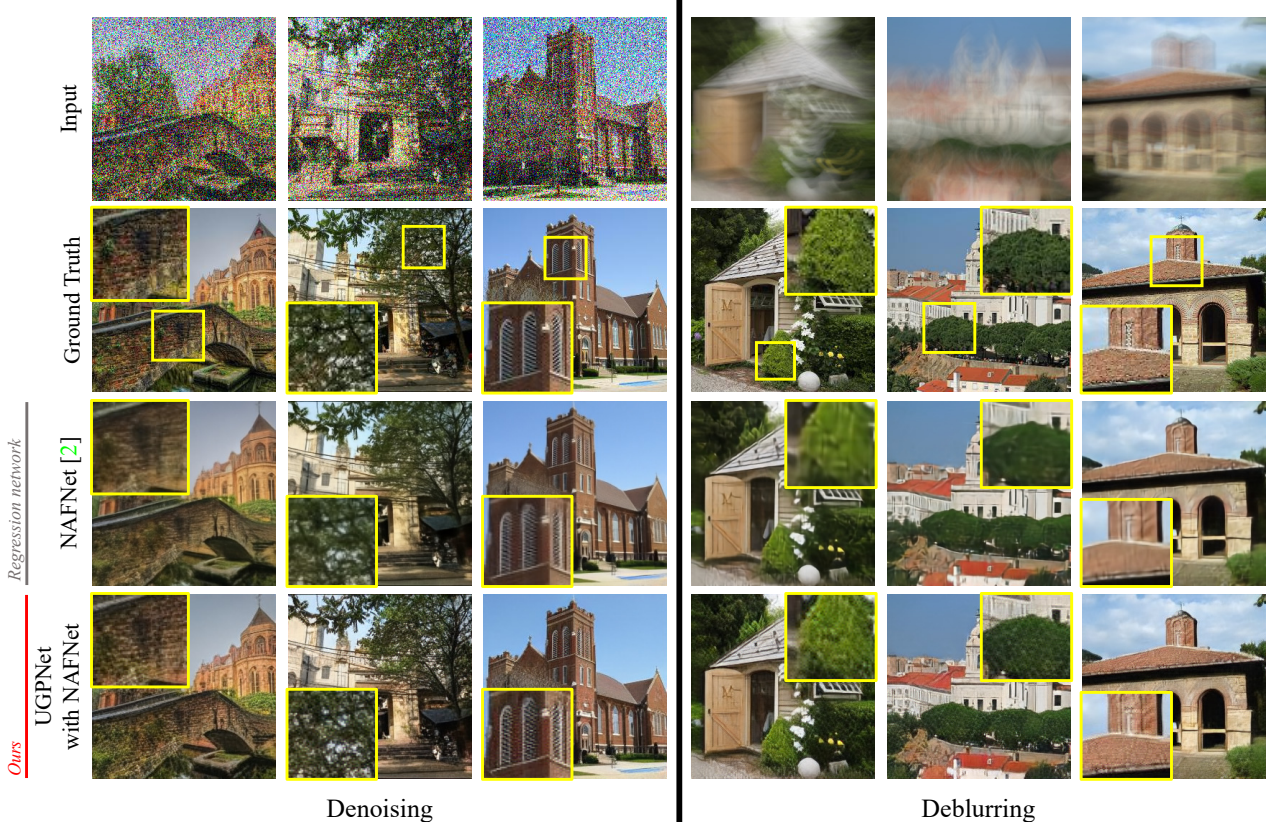 Input
Ground Truth
Regression network
NAFNet [2]
Ours
UGPNet
with NAFNet
Denoising
Deblurring